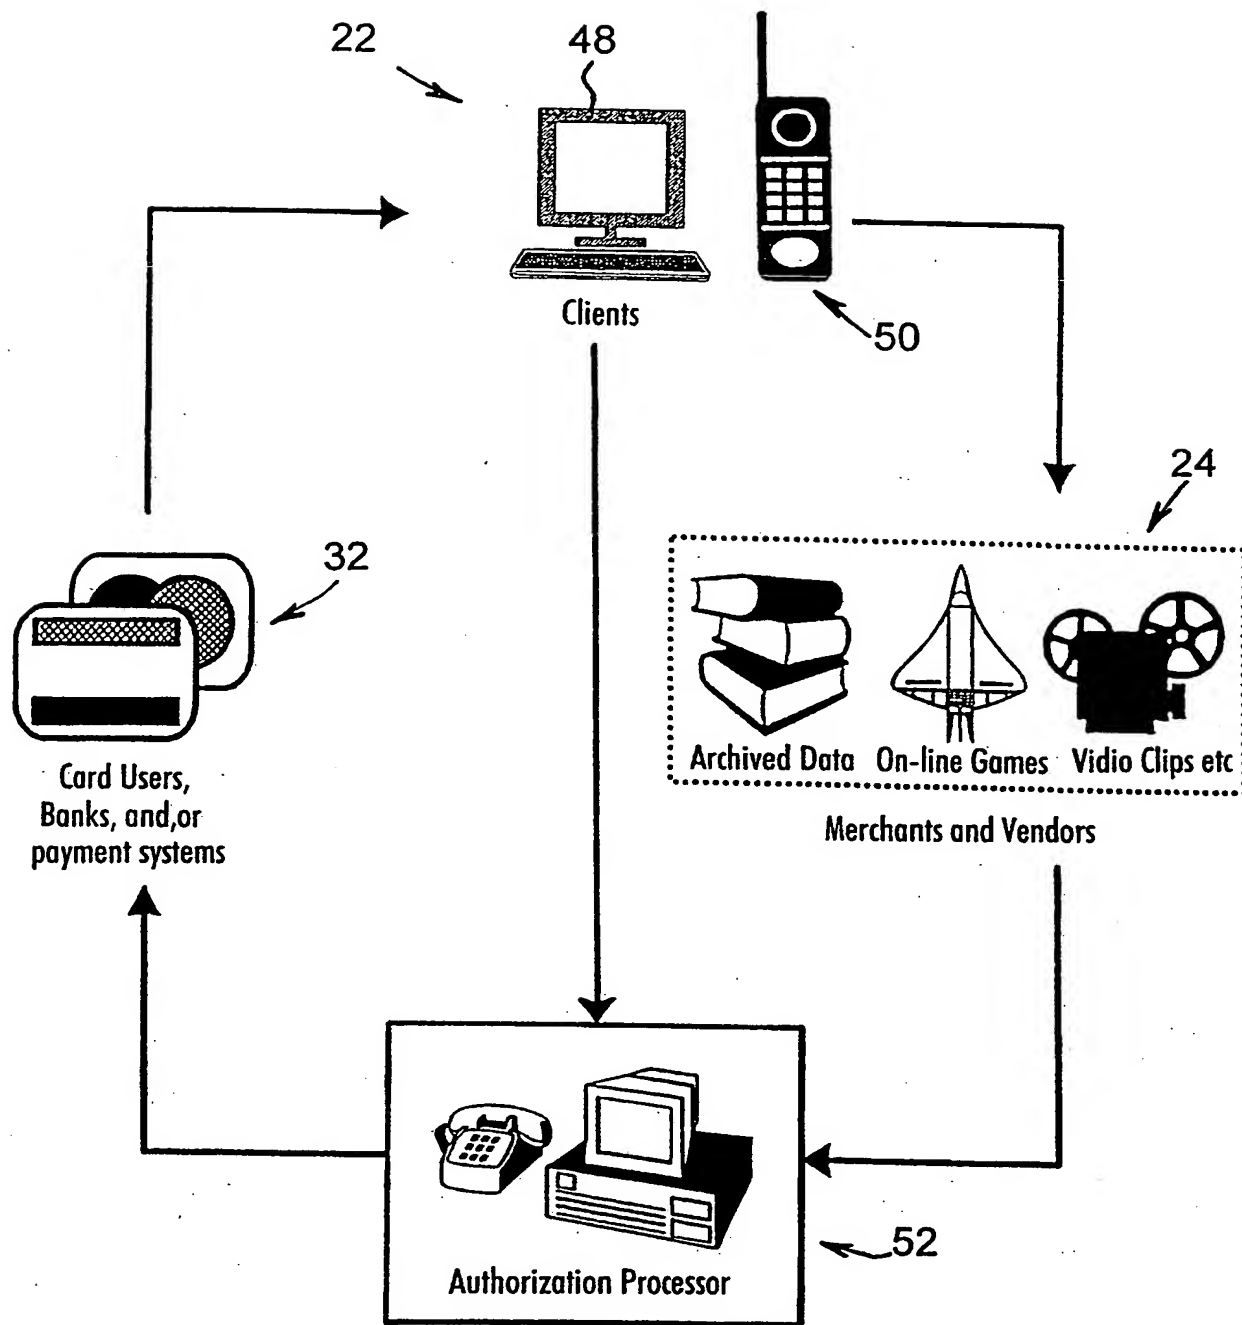 22
48
Clients
50
24
32
Archived Data
On-line Games
Vidio Clips etc
Card Users,
Banks, and,or
payment systems
Merchants and Vendors
52
Authorization Processor